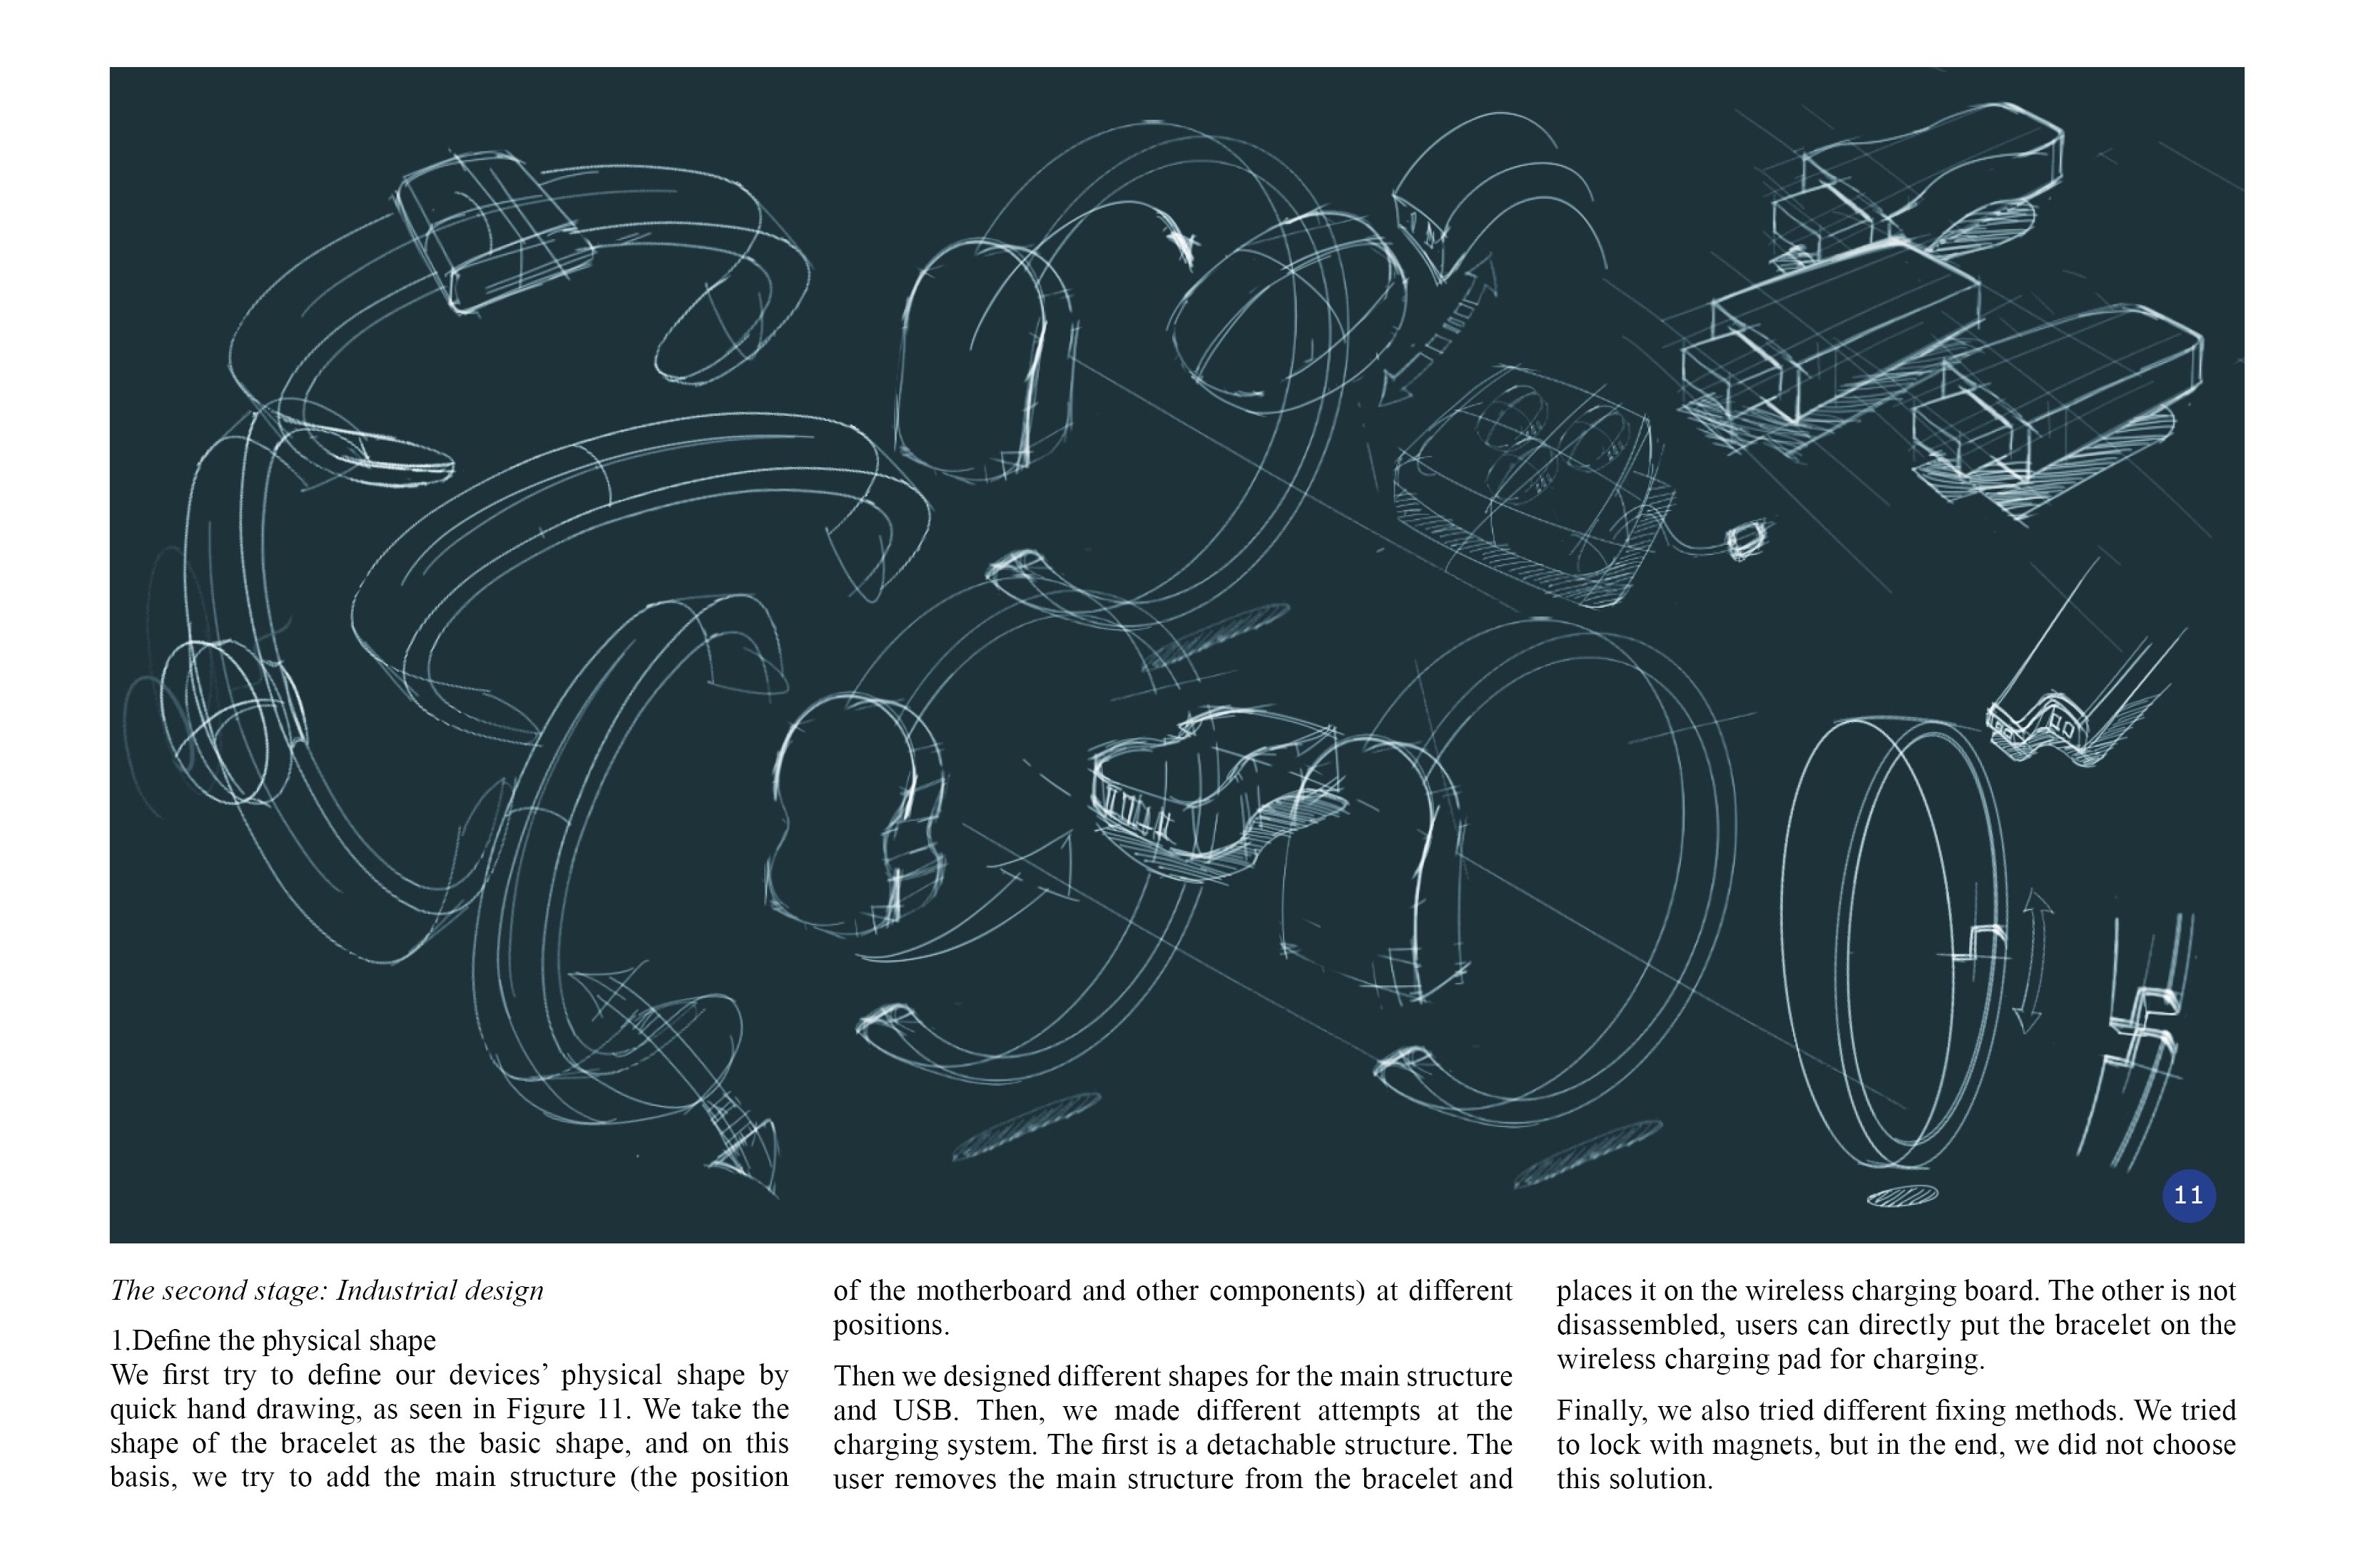 11
The second stage: Industrial design
1.Define the physical shape
We first try to define our devices’ physical shape by
quick hand drawing, as seen in Figure 11. We take the
shape of the bracelet as the basic shape, and on this
basis, we try to add the main structure (the position
of the motherboard and other components) at different
positions.
Then we designed different shapes for the main structure
and USB. Then, we made different attempts at the
charging system. The first is a detachable structure. The
user removes the main structure from the bracelet and
places it on the wireless charging board. The other is not
disassembled, users can directly put the bracelet on the
wireless charging pad for charging.
Finally, we also tried different fixing methods. We tried
to lock with magnets, but in the end, we did not choose
this solution.